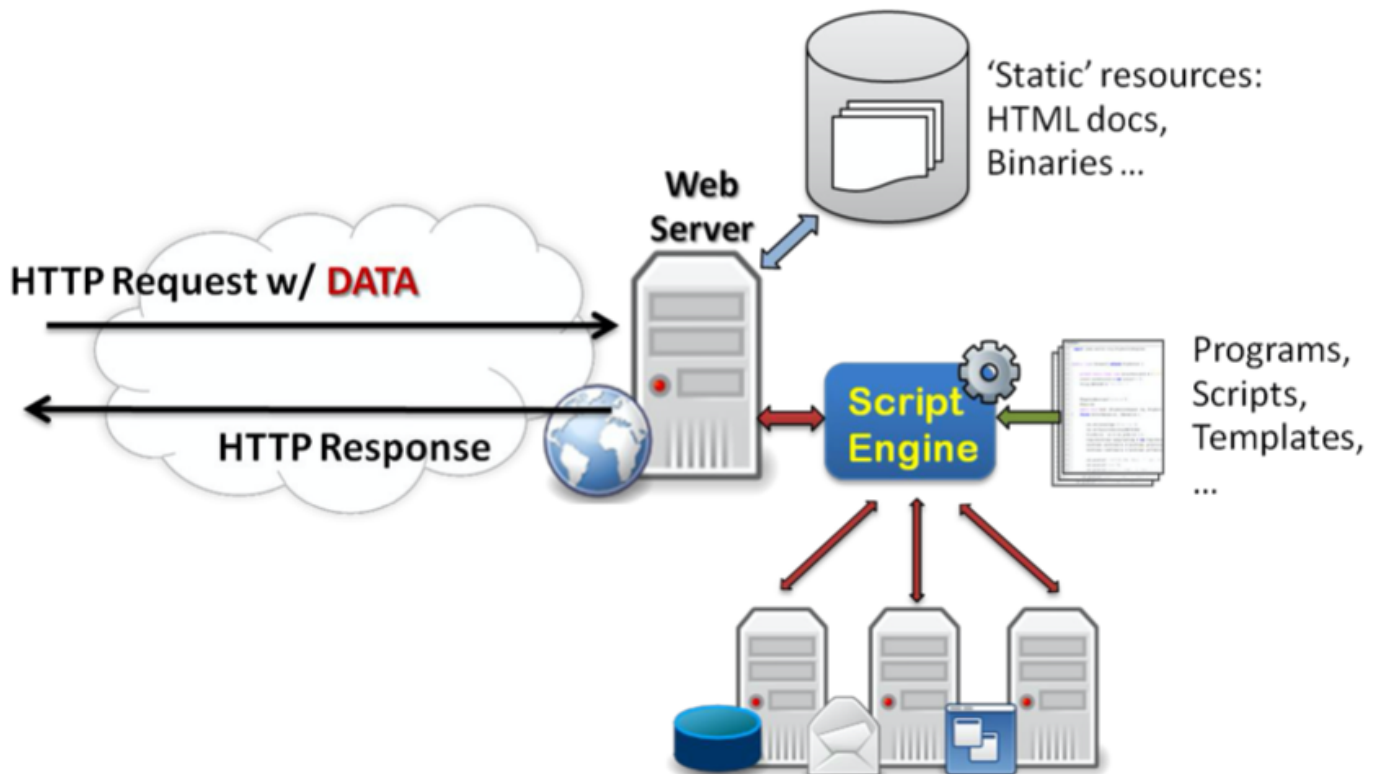 'Static' resources:
HTML docs,
Binaries ...
Web
Server
HTTP Request w/ DATA
HTTP Response
Script
Engine
Programs,
Scripts,
Templates,
...